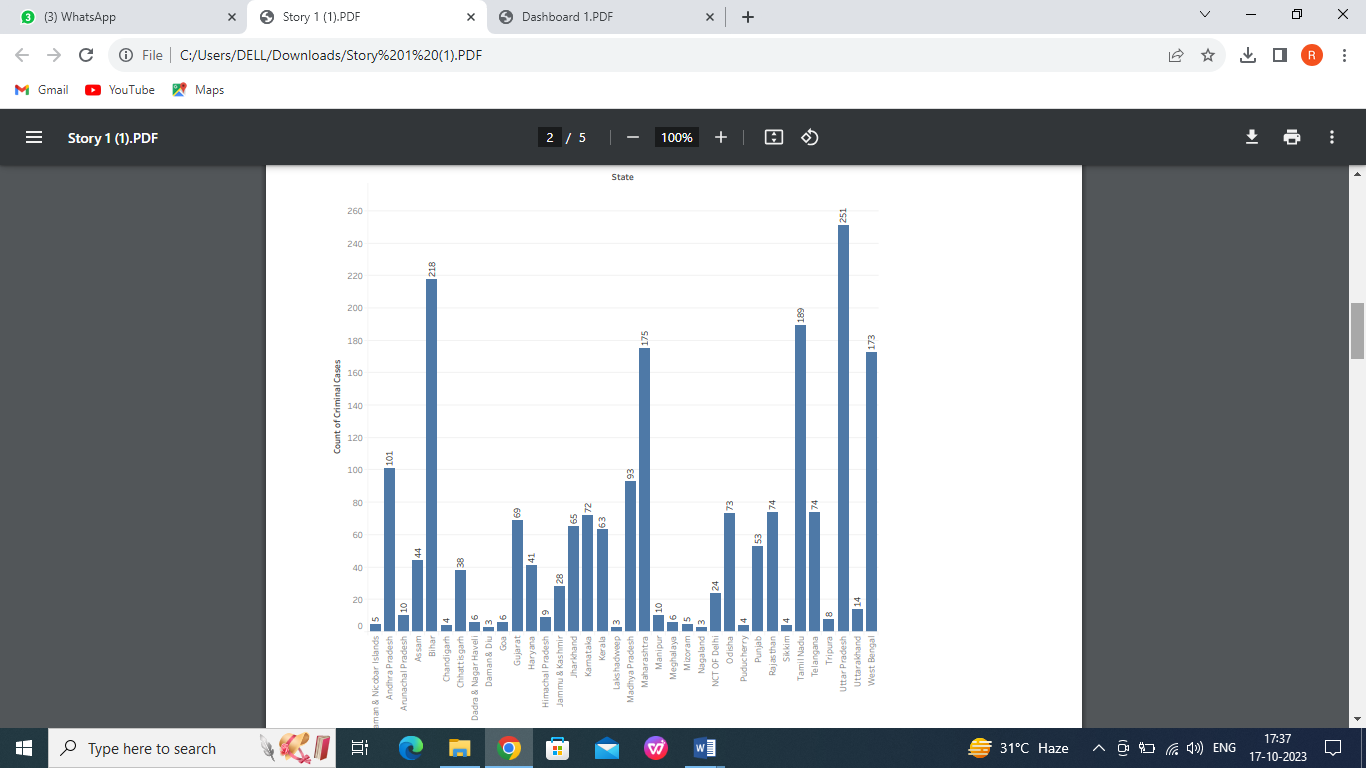 (3) WhatsApp
Story 1 (1).PDF
Dashboard 1.PDF
File
C:/Users/DELL/Downloads/Story%201%20(1).PDF
R
Gmail
YouTube
Maps
Story 1 (1).PDF
2 / 5
100%
State
Count of Criminal Cases
260
240
220
200
180
160
140
120
100
80
60
40
20
0
5
101
10
44
218
4
38
6
3
6
69
41
9
28
65
72
63
3
93
175
10
6
5
3
24
73
4
53
74
4
189
74
8
251
14
173
aman & Nicobar Islands
Andhra Pradesh
Arunachal Pradesh
Assam
Bihar
Chandigarh
Chhattisgarh
Dadra & Nagar Haveli
Daman & Diu
Goa
Gujarat
Haryana
Himachal Pradesh
Jammu & Kashmir
Jharkhand
Karnataka
Kerala
Lakshadweep
Madhya Pradesh
Maharashtra
Manipur
Meghalaya
Mizoram
Nagaland
NCT OF Delhi
Odisha
Puducherry
Punjab
Rajasthan
Sikkim
Tamil Nadu
Telangana
Tripura
Uttar Pradesh
Uttarakhand
West Bengal
Type here to search
31°C Haze
ENG
17:37
17-10-2023